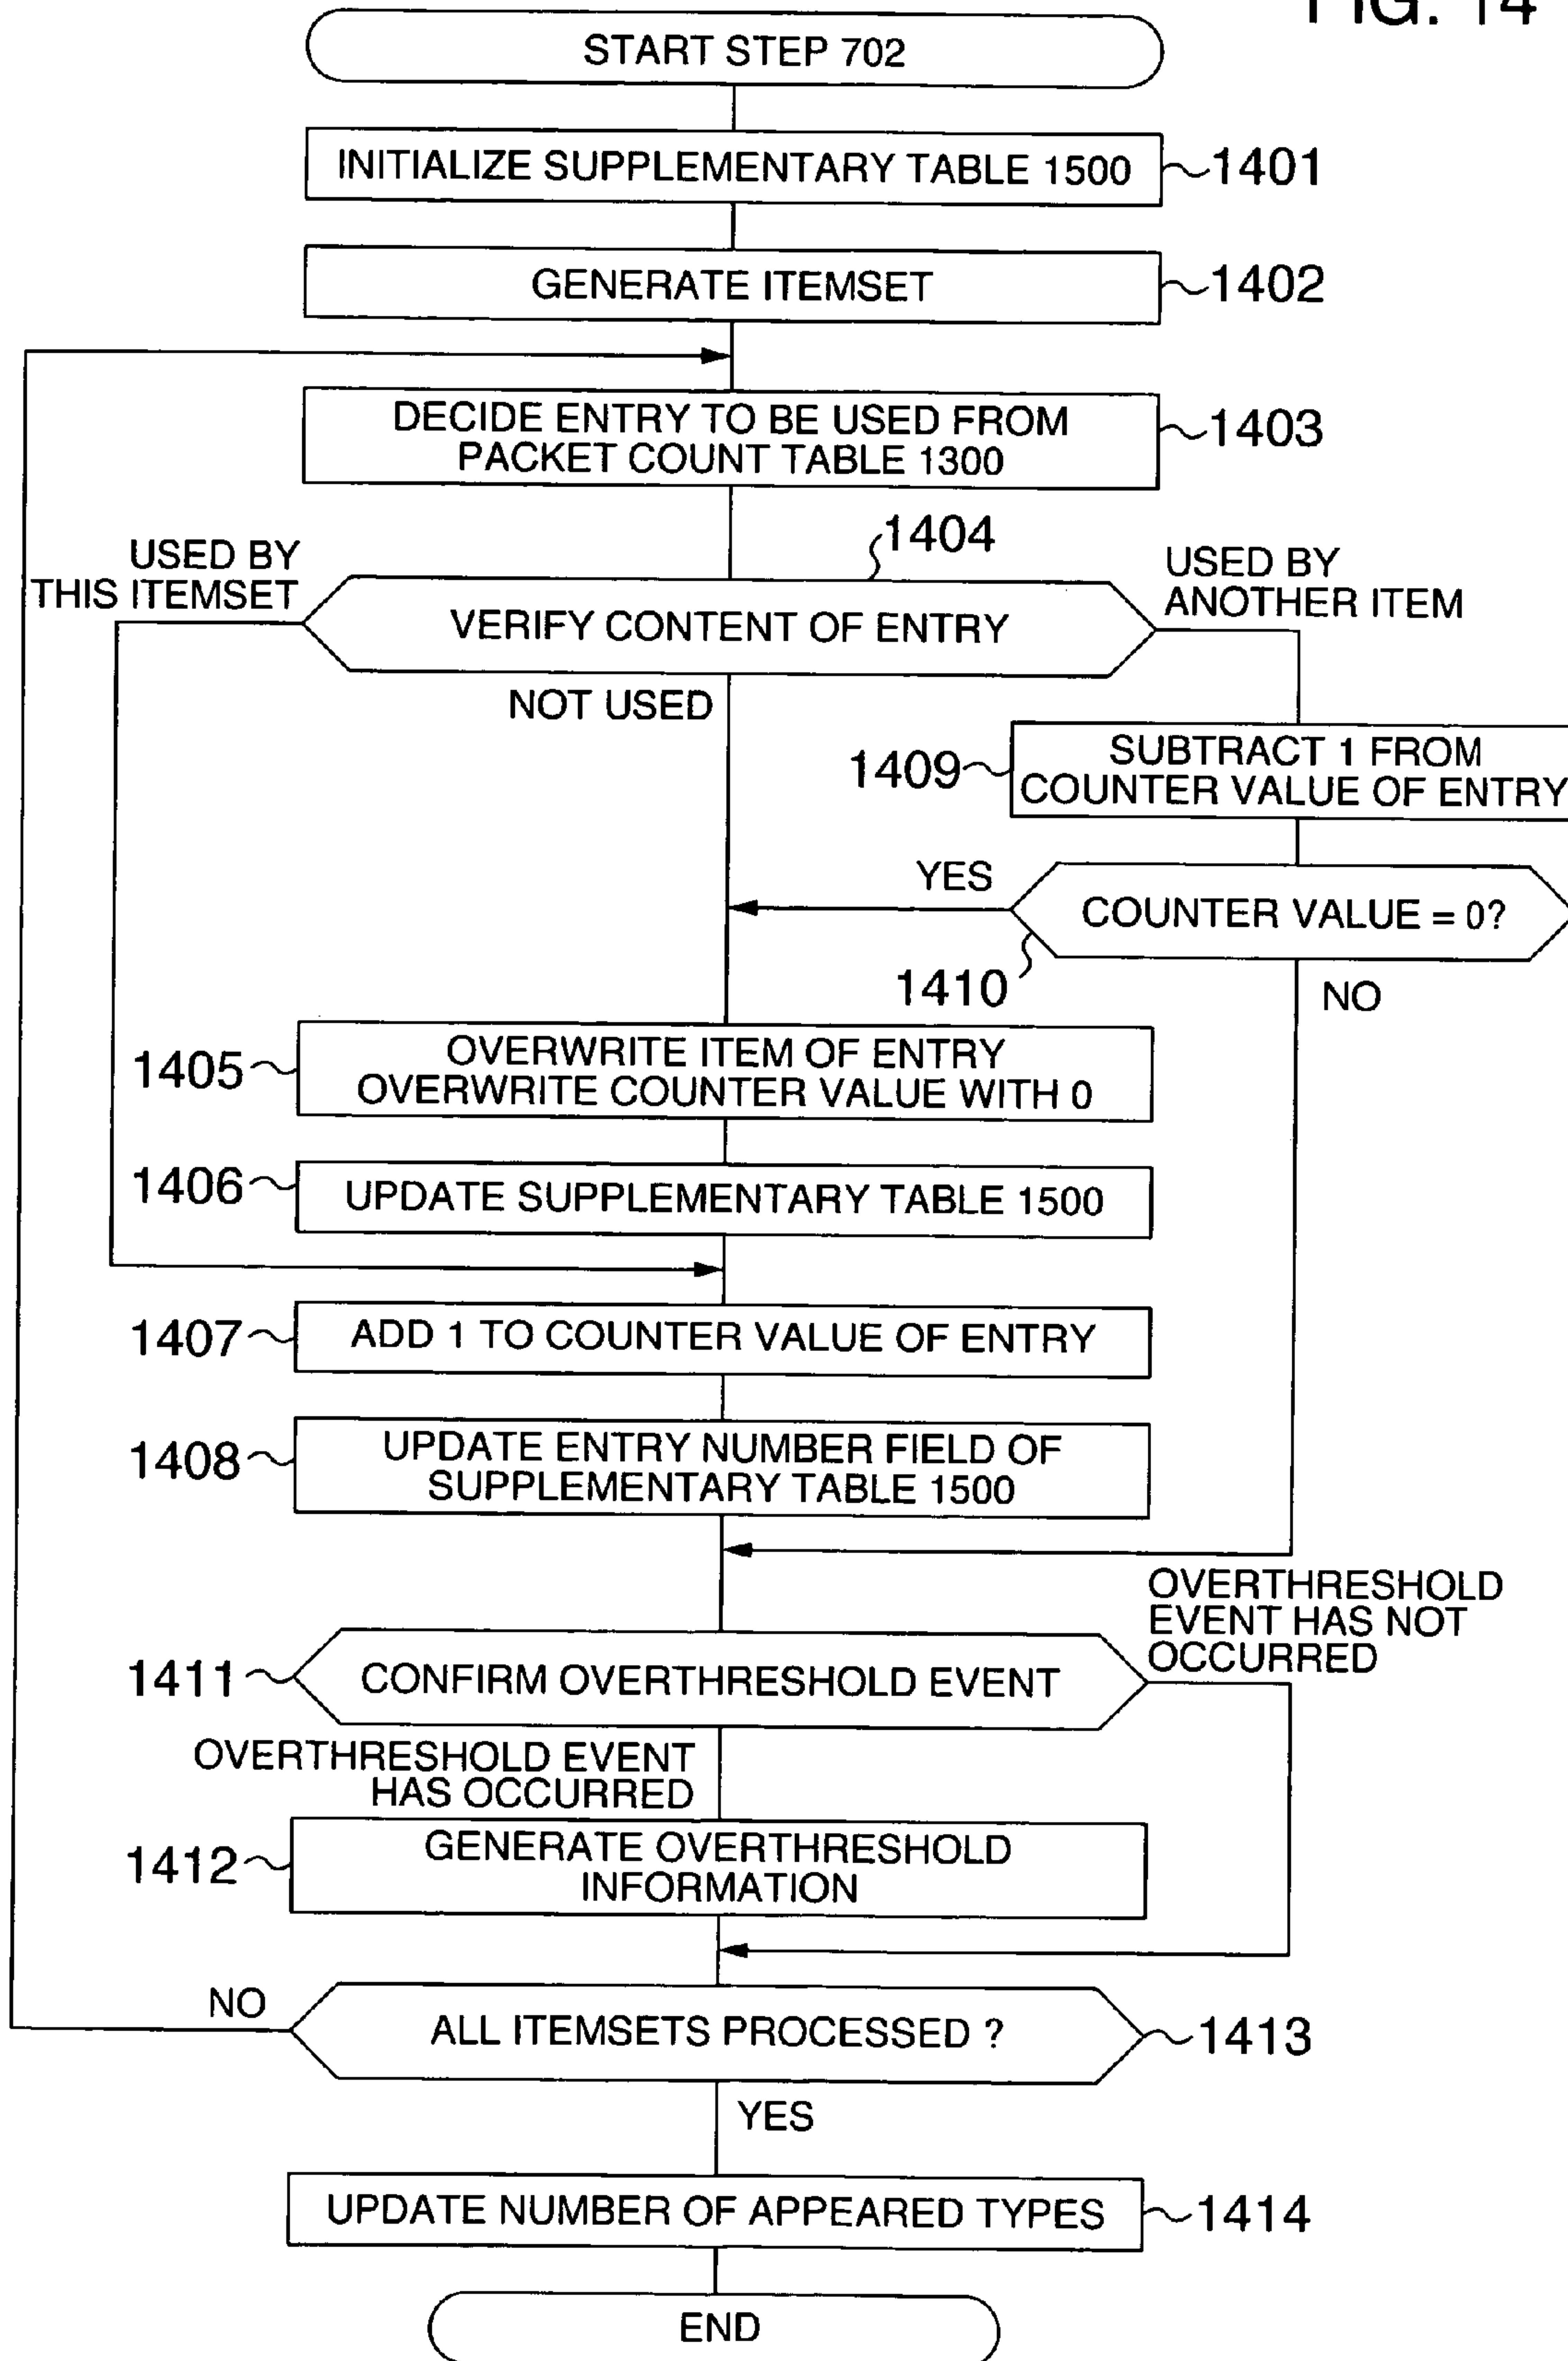 FIG. 14
START STEP 702
INITIALIZE SUPPLEMENTARY TABLE 1500
1401
GENERATE ITEMSET
1402
DECIDE ENTRY TO BE USED FROM
PACKET COUNT TABLE 1300
1403
1404
USED BY
THIS ITEMSET
VERIFY CONTENT OF ENTRY
USED BY
ANOTHER ITEM
NOT USED
1409
SUBTRACT 1 FROM
COUNTER VALUE OF ENTRY
YES
COUNTER VALUE = 0?
1410
NO
1405
OVERWRITE ITEM OF ENTRY
OVERWRITE COUNTER VALUE WITH 0
1406
UPDATE SUPPLEMENTARY TABLE 1500
1407
ADD 1 TO COUNTER VALUE OF ENTRY
1408
UPDATE ENTRY NUMBER FIELD OF
SUPPLEMENTARY TABLE 1500
OVERTHRESHOLD
EVENT HAS NOT
OCCURRED
1411
CONFIRM OVERTHRESHOLD EVENT
OVERTHRESHOLD EVENT
HAS OCCURRED
1412
GENERATE OVERTHRESHOLD
INFORMATION
NO
ALL ITEMSETS PROCESSED ?
1413
YES
UPDATE NUMBER OF APPEARED TYPES
1414
END